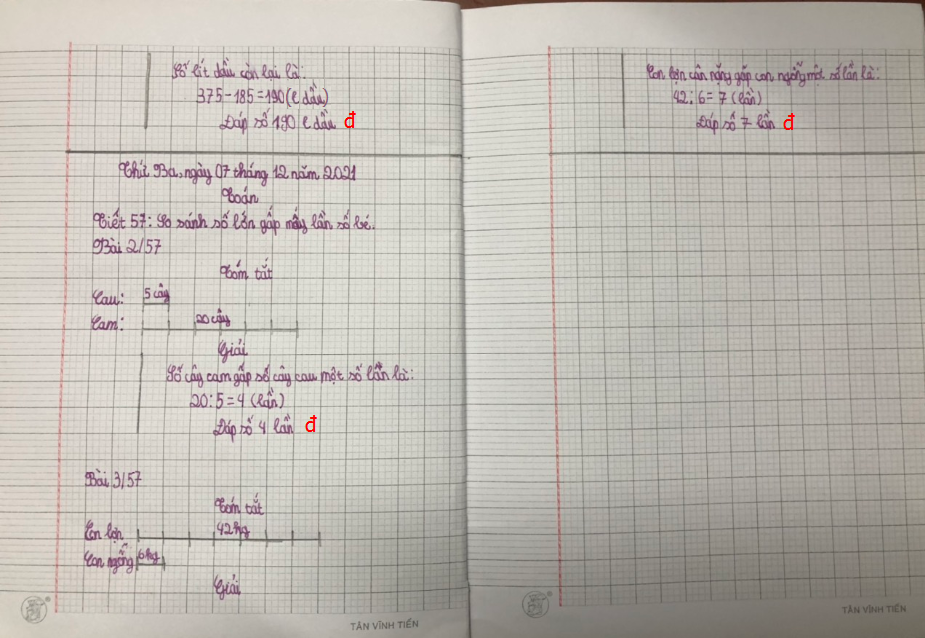 Số lít dầu còn lại là:
375 - 185 = 190 (l dầu)
Đáp số 190 l dầu đ
Thứ Ba, ngày 07 tháng 12 năm 2021
Toán
Tiết 57: So sánh số lớn gấp mấy lần số bé.
Bài 2/57
Tóm tắt
Cau: 5 cây
Cam: 20 cây
Giải
Số cây cam gấp số cây cau một số lần là:
20 : 5 = 4 (lần)
Đáp số 4 lần đ
Bài 3/57
Tóm tắt
Con lợn 42 kg
Con ngỗng 6 kg
Giải
TÂN VĨNH TIẾN
Con lợn cân nặng gấp con ngỗng một số lần là:
42 : 6 = 7 (lần)
Đáp số 7 lần đ
TÂN VĨNH TIẾN